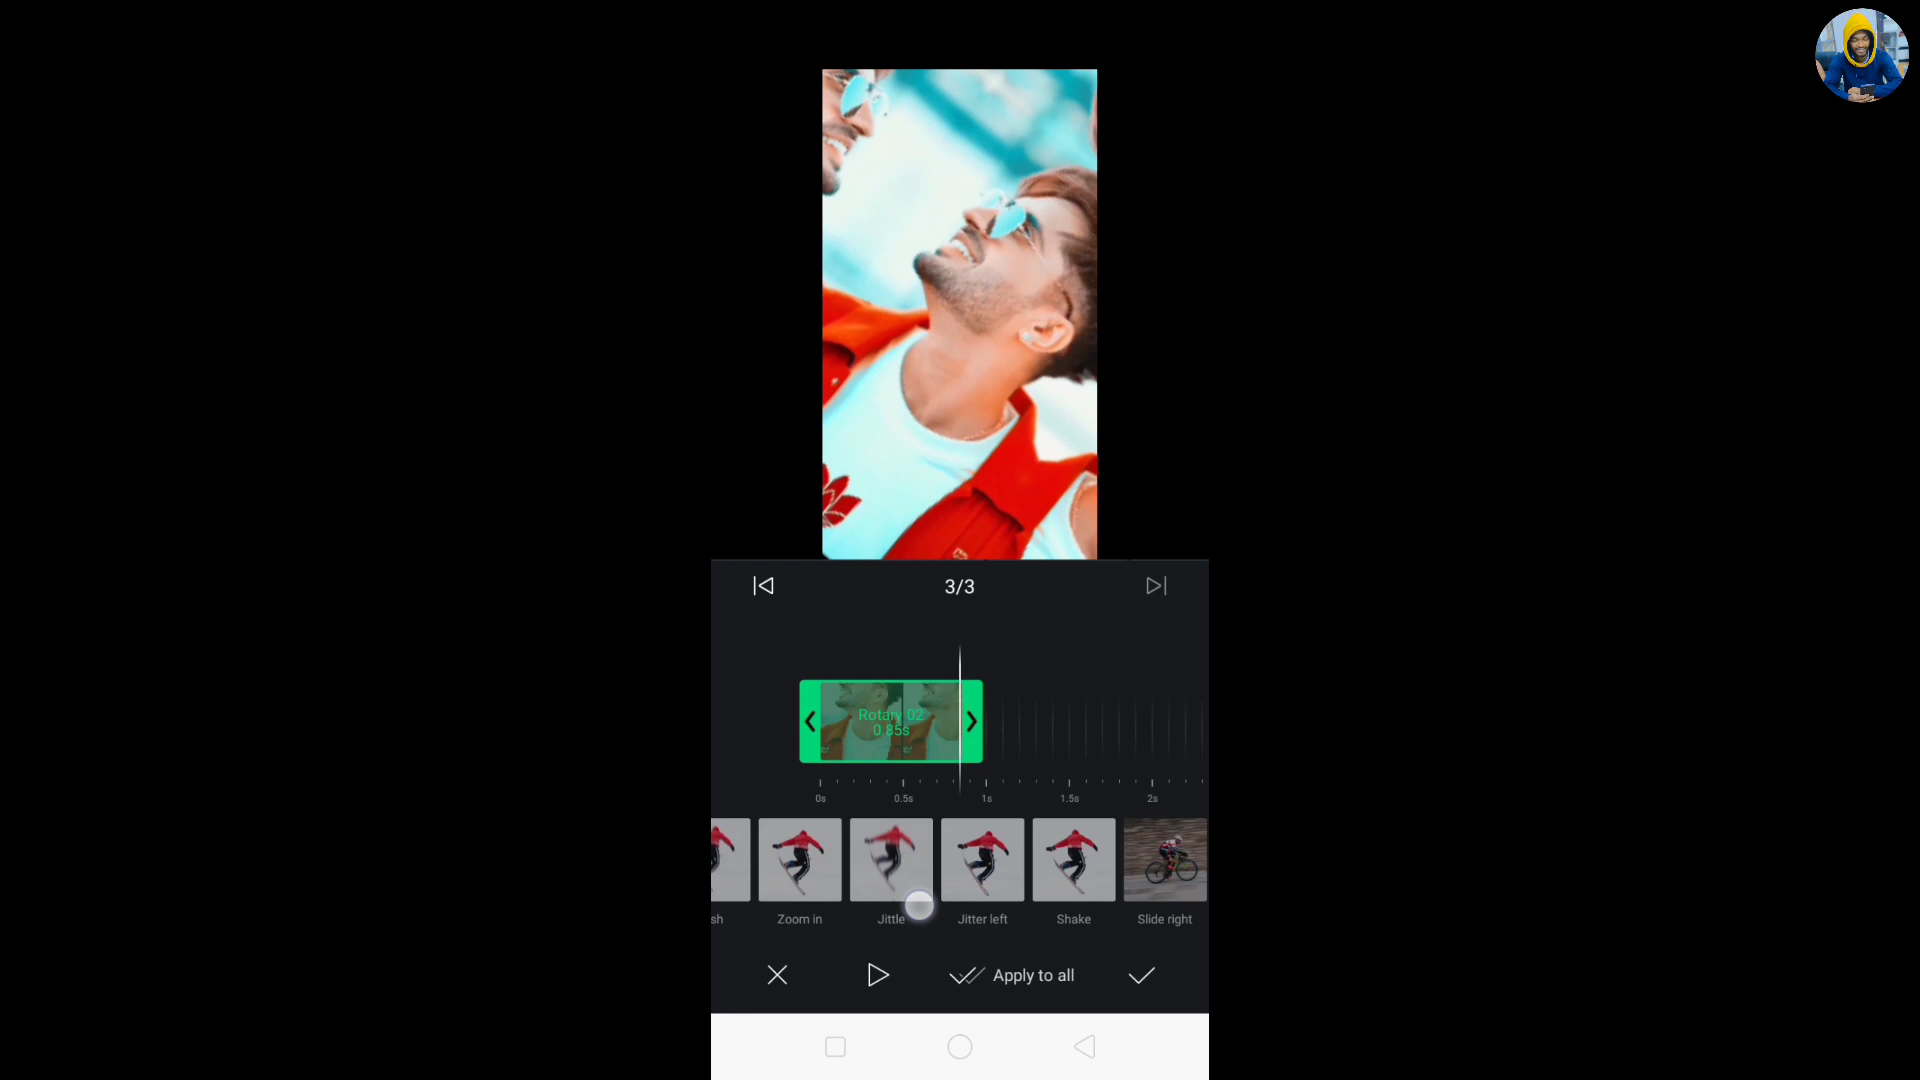 3/3
Rotary 02
0.85s
0s 0.5s 1s 1.5s 2s
sh Zoom in Jittle Jitter left Shake Slide right
Apply to all